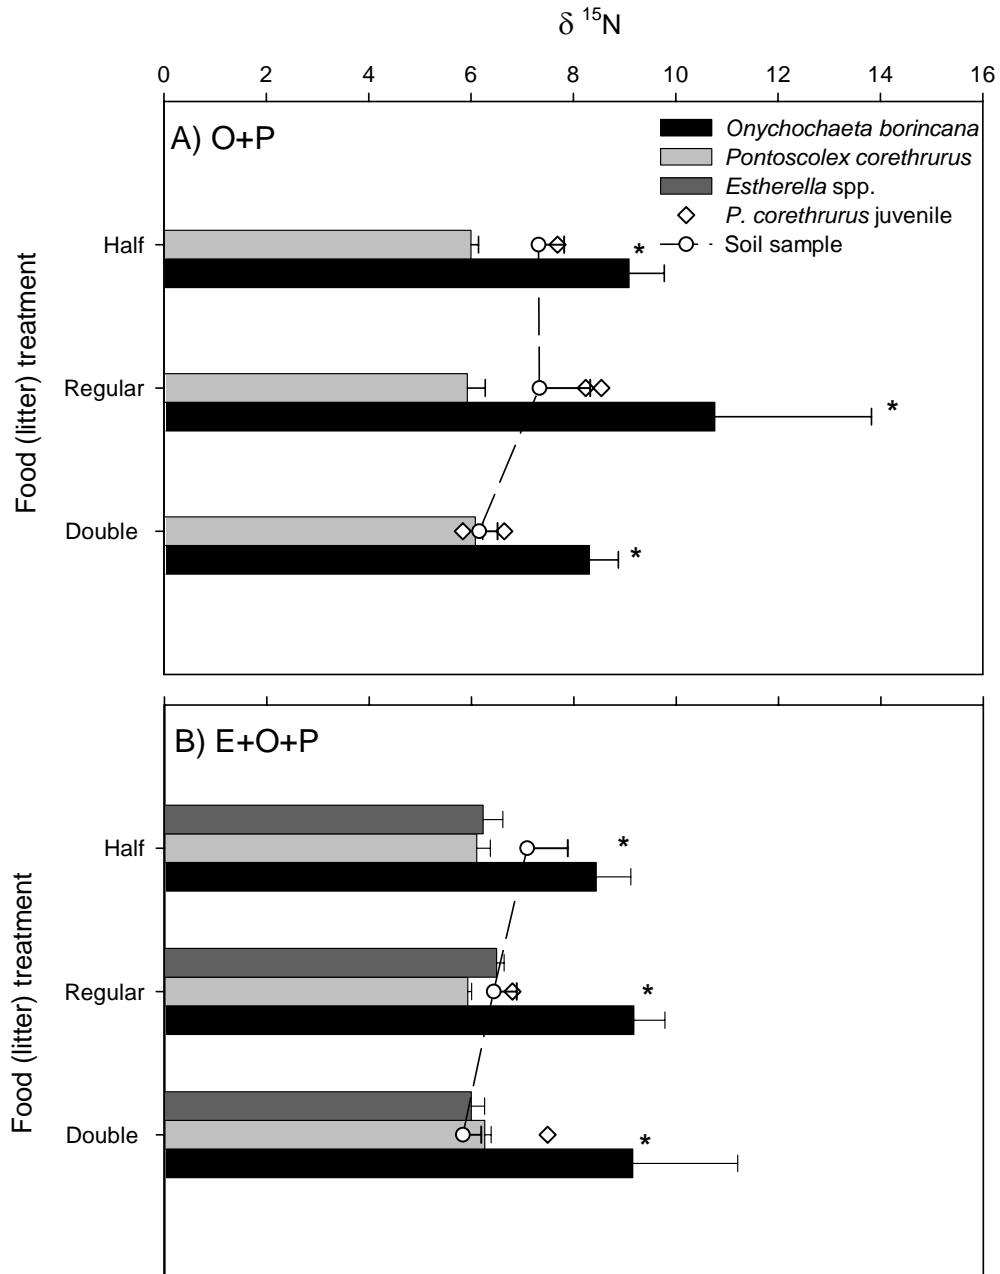 δ ¹⁵N
0 2 4 6 8 10 12 14 16
A) O+P
Onychochaeta borincana
Pontoscolex corethrurus
Estherella spp.
P. corethrurus juvenile
Soil sample
Food (litter) treatment
Half
*
Regular
*
Double
*
B) E+O+P
Food (litter) treatment
Half
*
Regular
*
Double
*